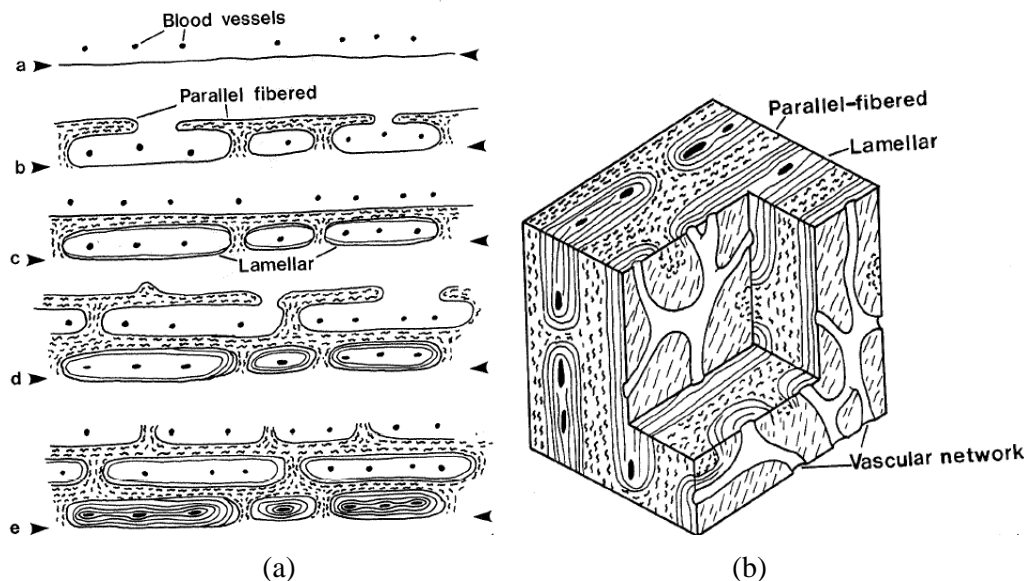 Blood vessels
a
Parallel fibered
b
c
Lamellar
d
e
(a)
Parallel-fibered
Lamellar
Vascular network
(b)